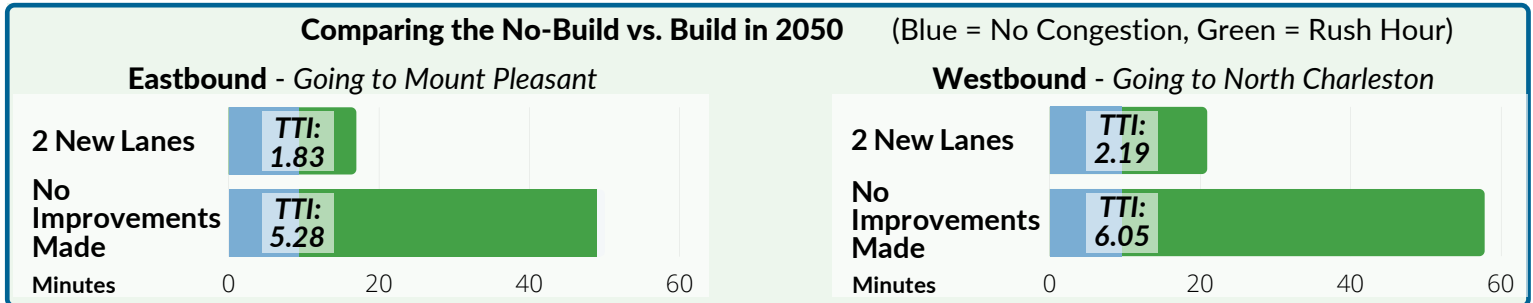 Comparing the No-Build vs. Build in 2050 (Blue = No Congestion, Green = Rush Hour)
Eastbound - Going to Mount Pleasant
2 New Lanes
TTI:
1.83
No
Improvements
Made
TTI:
5.28
Minutes 0 20 40 60
Westbound - Going to North Charleston
2 New Lanes
TTI:
2.19
No
Improvements
Made
TTI:
6.05
Minutes 0 20 40 60